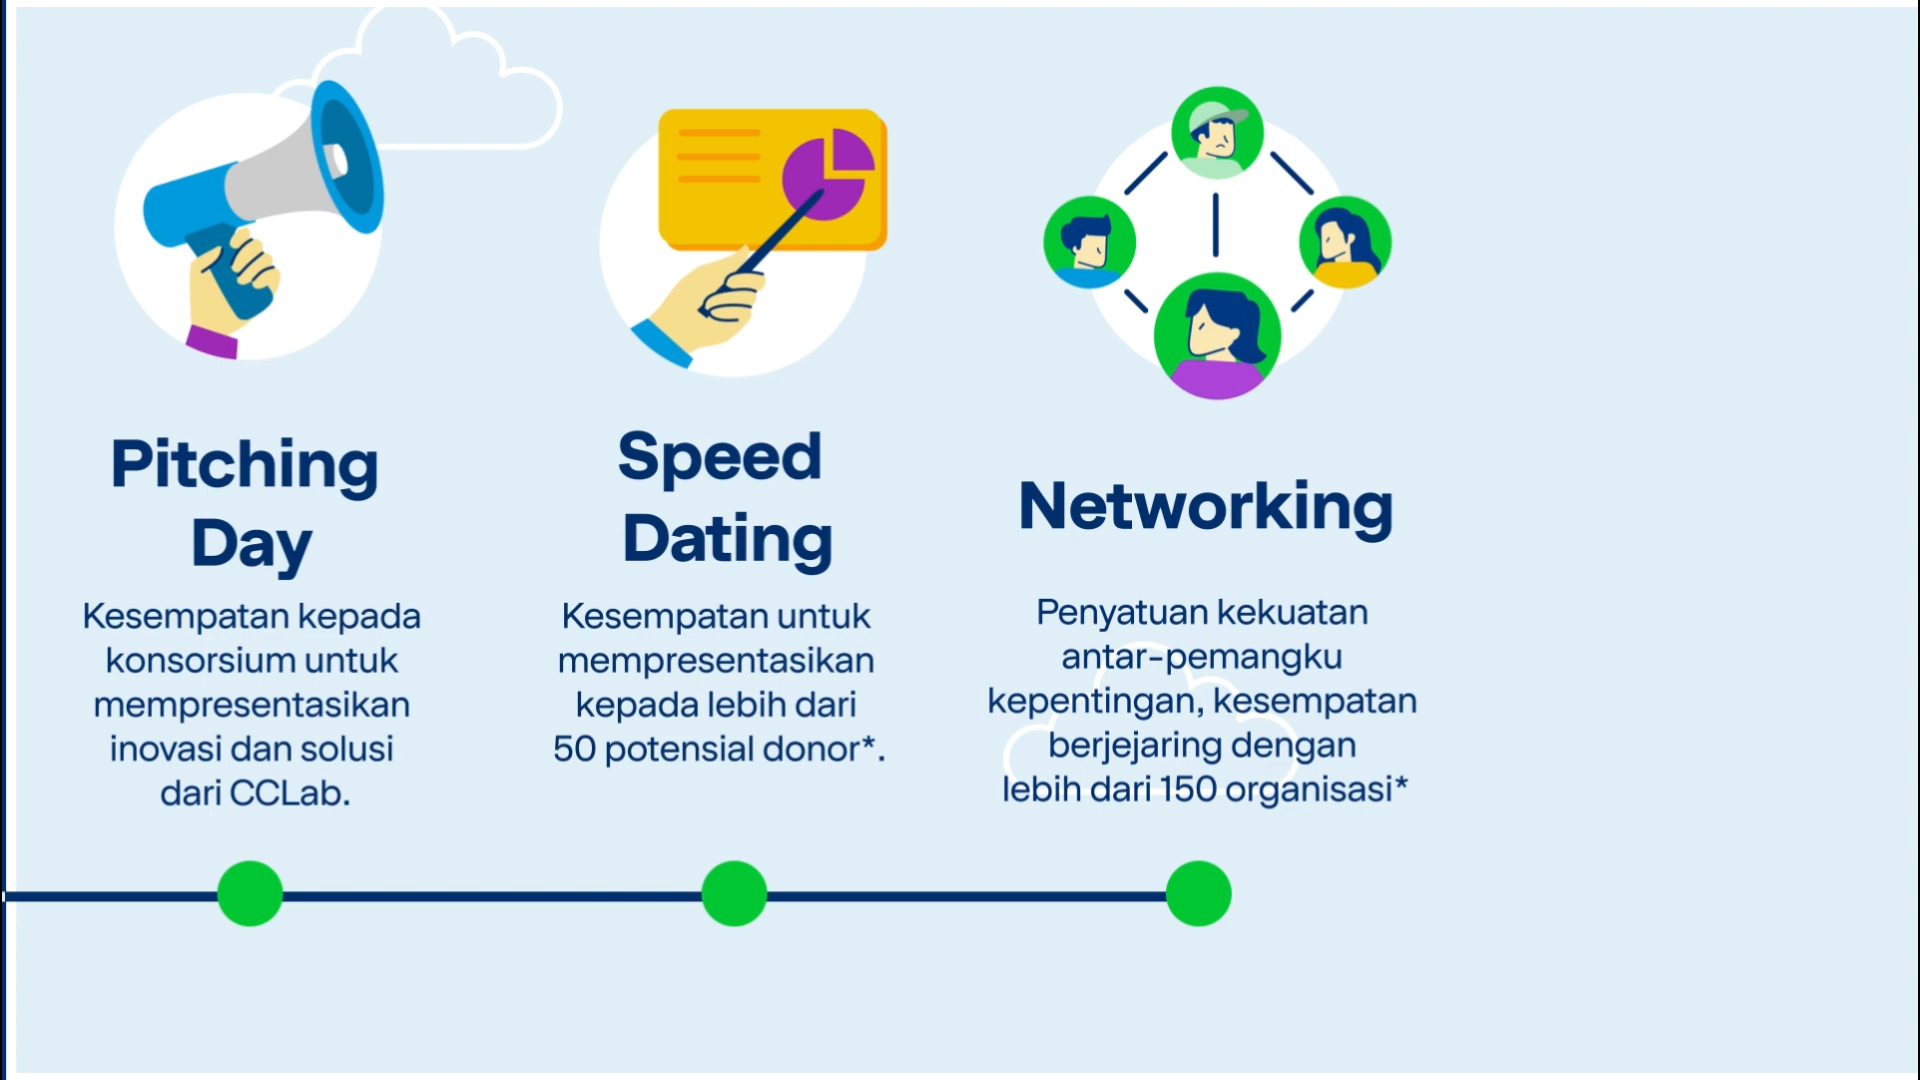 Pitching
Day
Kesempatan kepada
konsorsium untuk
mempresentasikan
inovasi dan solusi
dari CCLab.
Speed
Dating
Kesempatan untuk
mempresentasikan
kepada lebih dari
50 potensial donor*.
Networking
Penyatuan kekuatan
antar-pemangku
kepentingan, kesempatan
berjejaring dengan
lebih dari 150 organisasi*